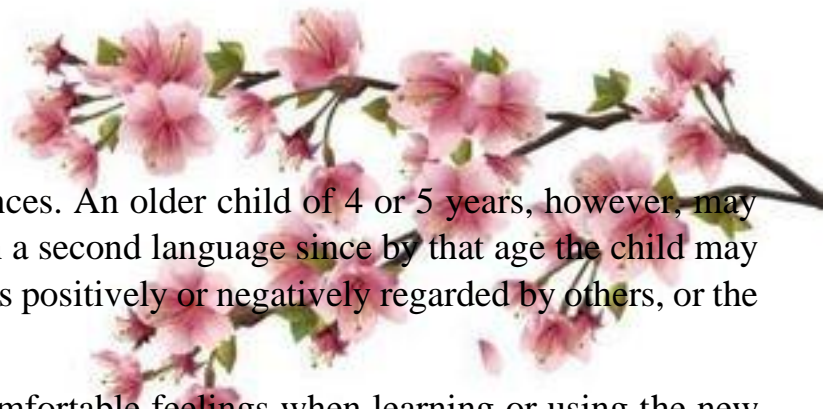 nces. An older child of 4 or 5 years, however, may
a second language since by that age the child may
s positively or negatively regarded by others, or the
mfortable feelings when learning or using the new